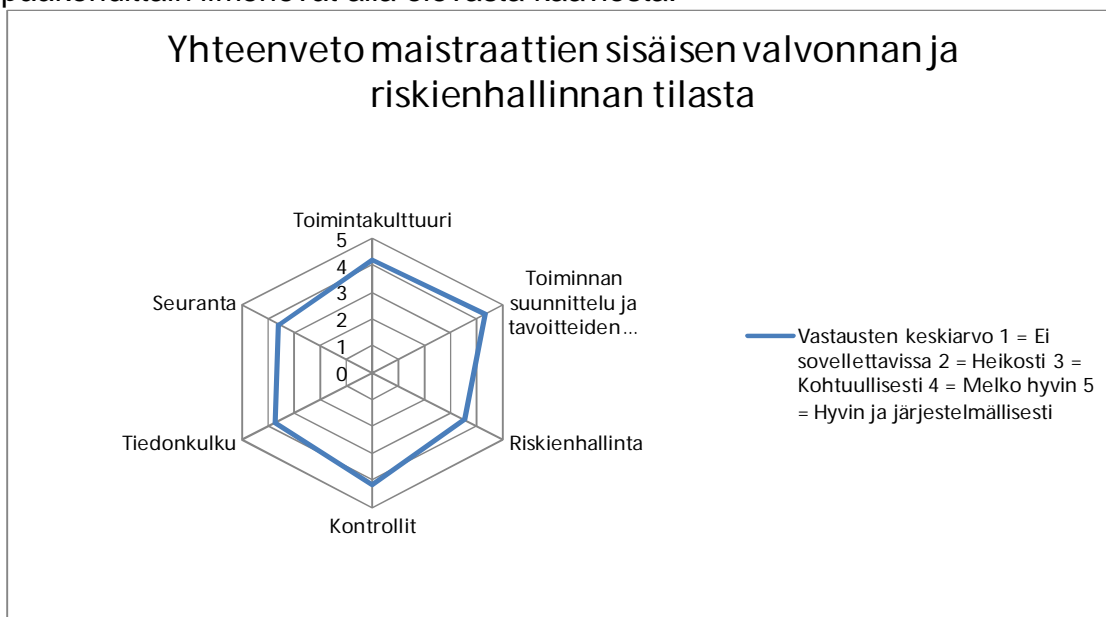 Yhteenveto maistraattien sisäisen valvonnan ja
riskienhallinnan tilasta
Toimintakulttuuri
5
4
3
2
1
0
Toiminnan
suunnittelu ja
tavoitteiden...
Riskienhallinta
Kontrollit
Tiedonkulku
Seuranta
Vastausten keskiarvo 1 = Ei
sovellettavissa 2 = Heikosti 3 =
Kohtuullisesti 4 = Melko hyvin 5
= Hyvin ja järjestelmällisesti